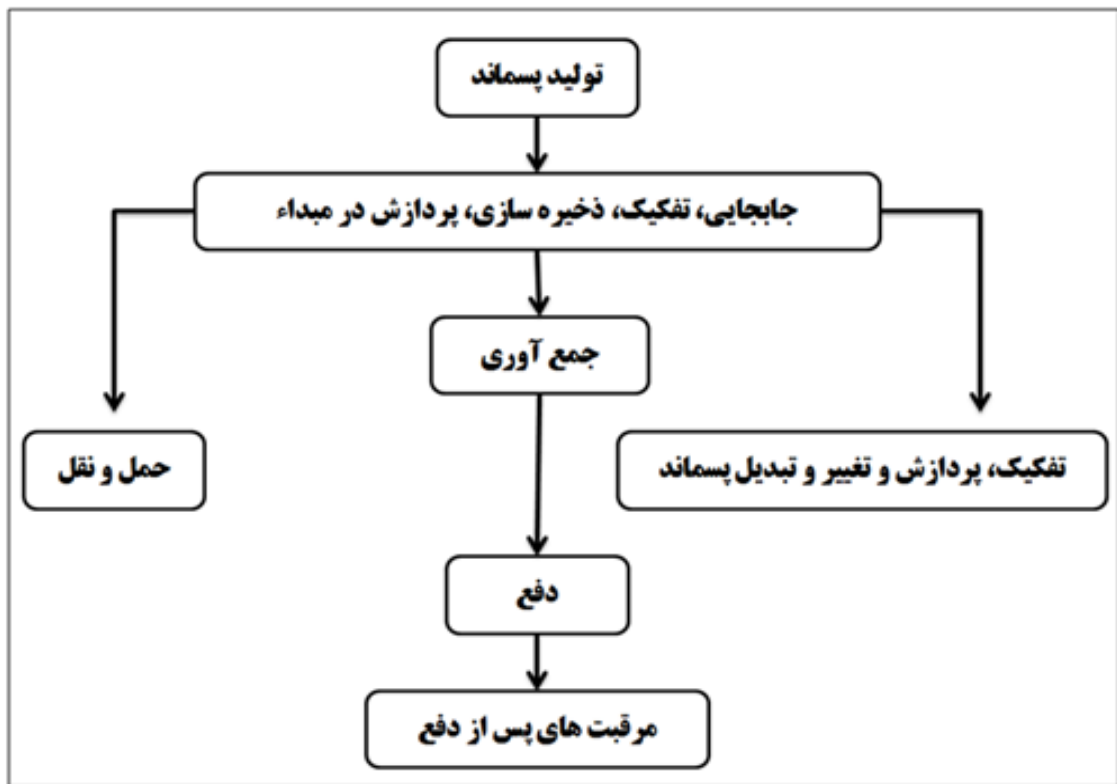 تولید پسماند
جابجایی، تفکیک، ذخیره سازی، پردازش در مبداء
جمع آوری
تفکیک، پردازش و تغییر و تبدیل پسماند
حمل و نقل
دفع
مرقبت های پس از دفع